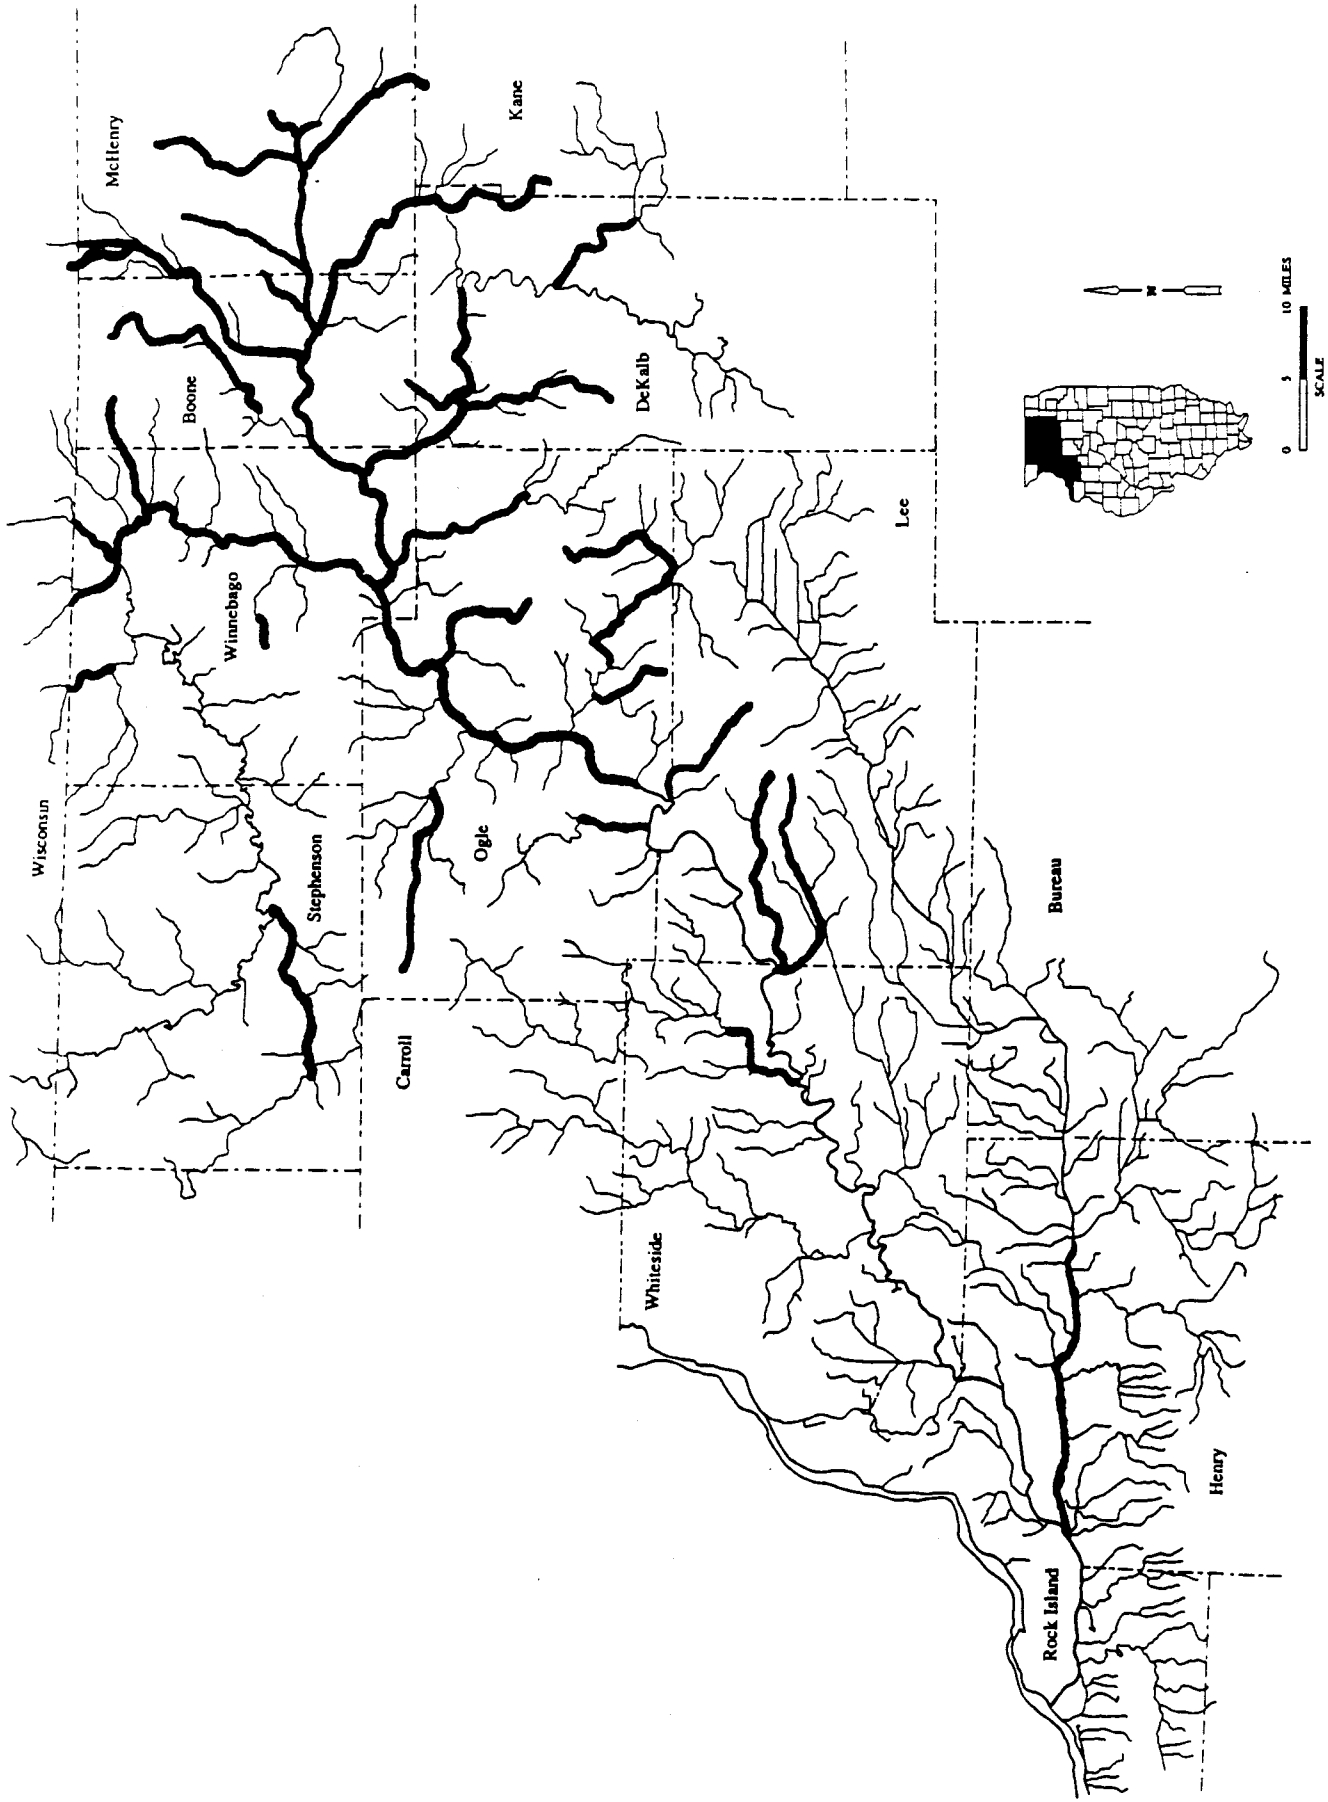 Wisconsin
McHenry
Boone
Winnebago
Stephenson
Kane
DeKalb
Ogle
Carroll
Lee
Whiteside
Bureau
Rock Island
Henry
N
0 5 10 MILES
SCALE